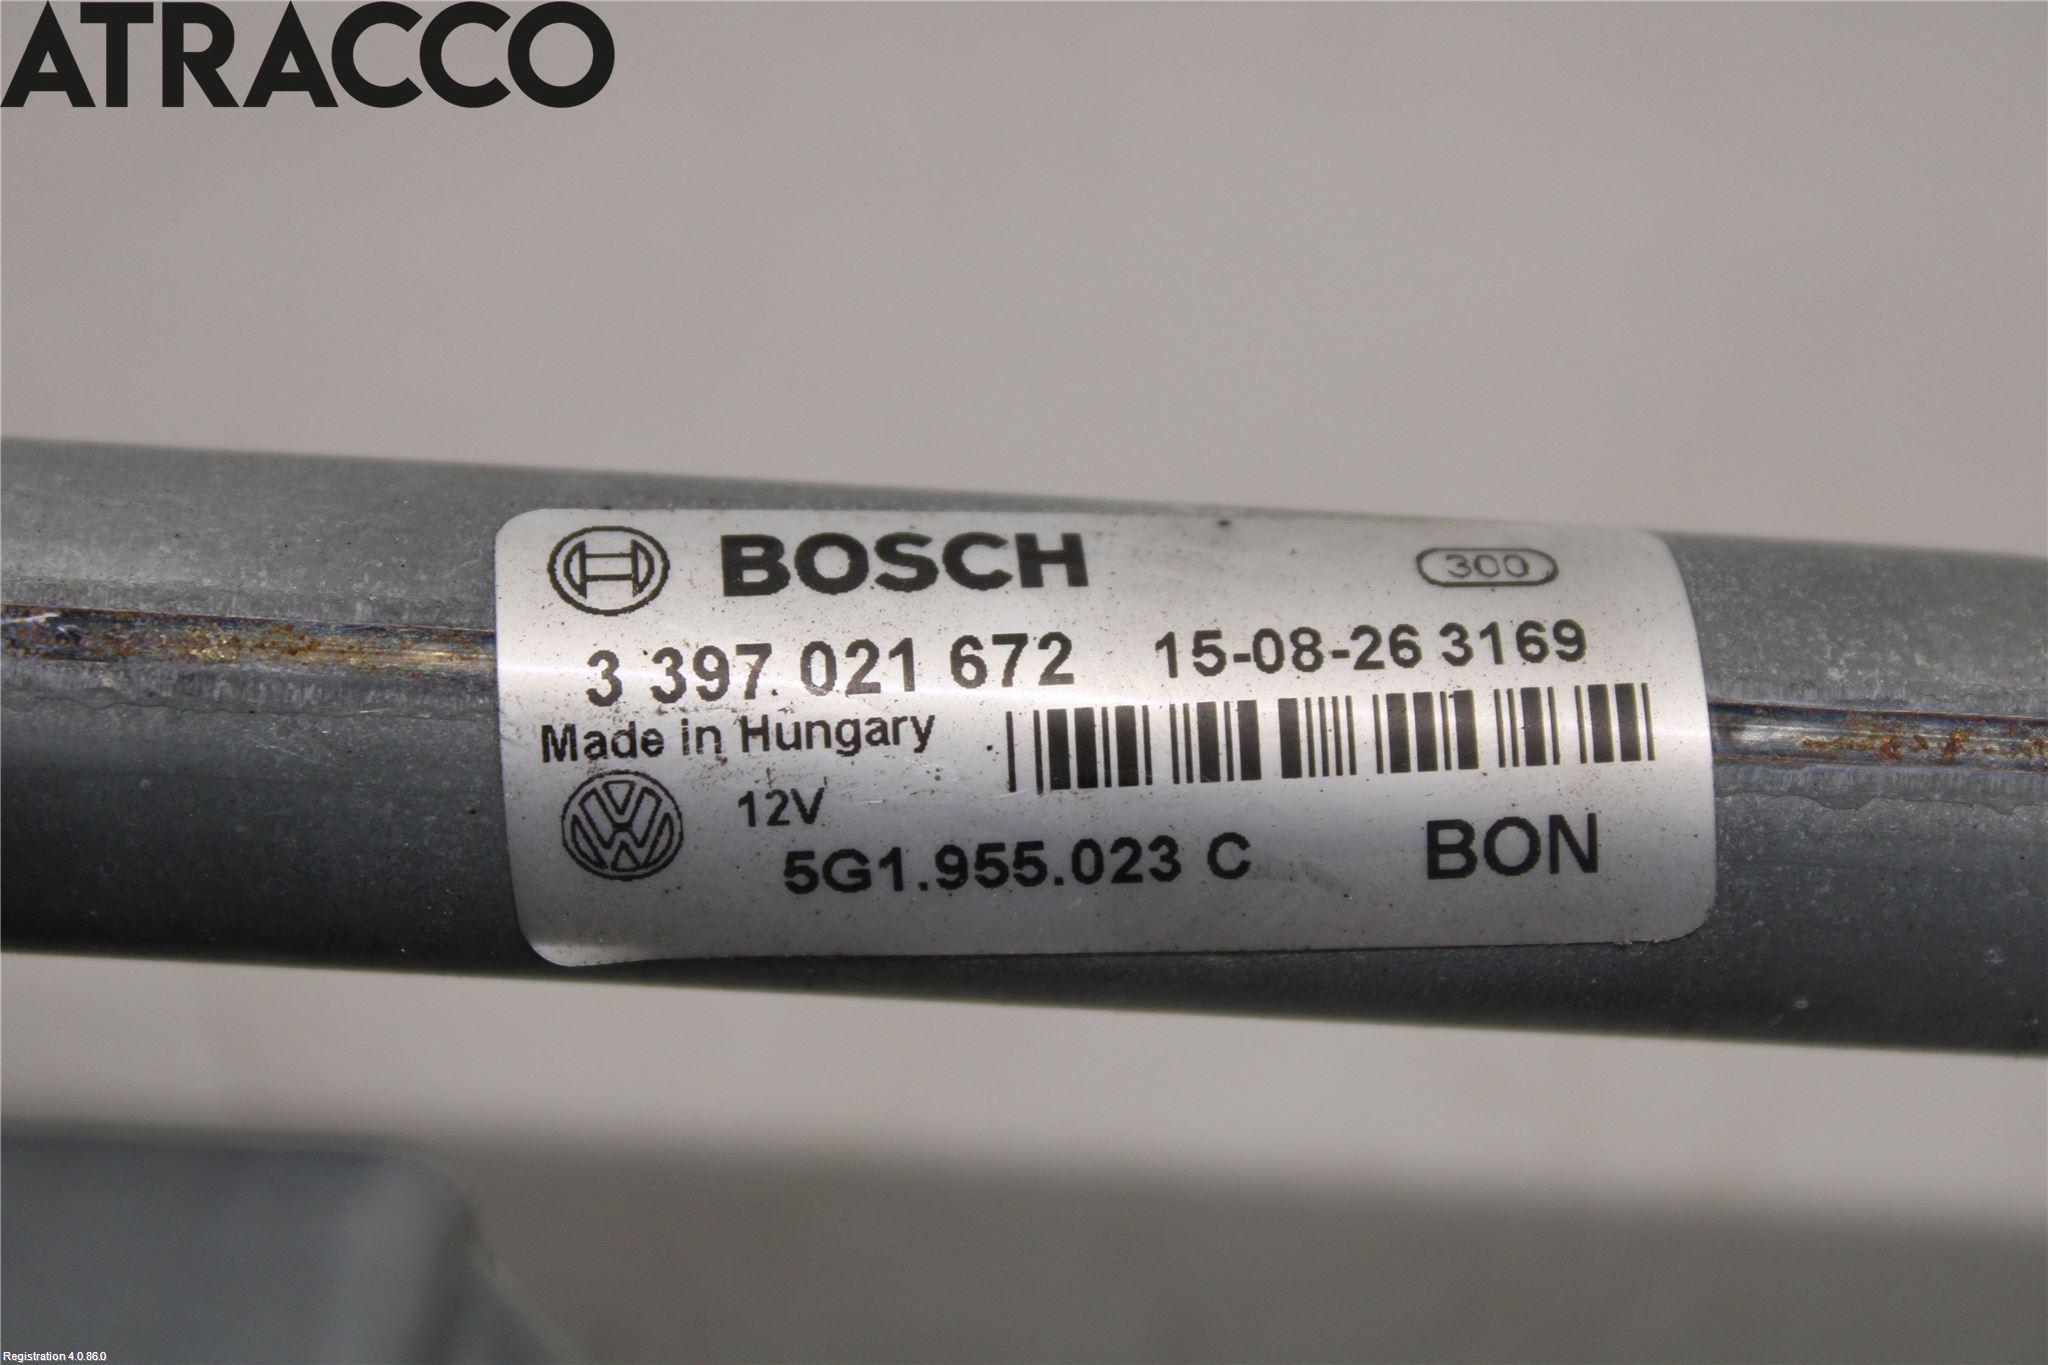 ATRACCO
BOSCH
300
3 397 021 672 15-08-26 3169
Made in Hungary
12V
5G1.955.023 C BON
Registration 4.0.86.0